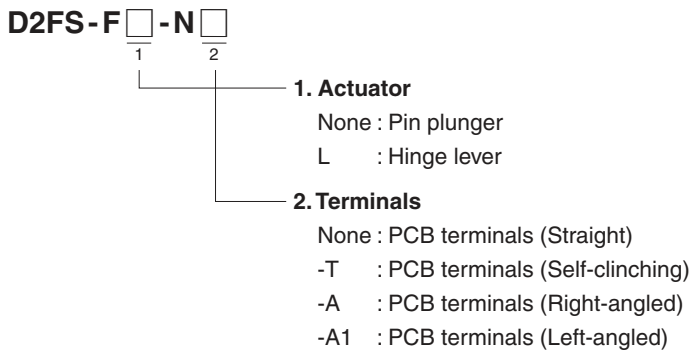 D2FS-F□-N□
1 2
1. Actuator
None : Pin plunger
L : Hinge lever
2. Terminals
None : PCB terminals (Straight)
-T : PCB terminals (Self-clinching)
-A : PCB terminals (Right-angled)
-A1 : PCB terminals (Left-angled)